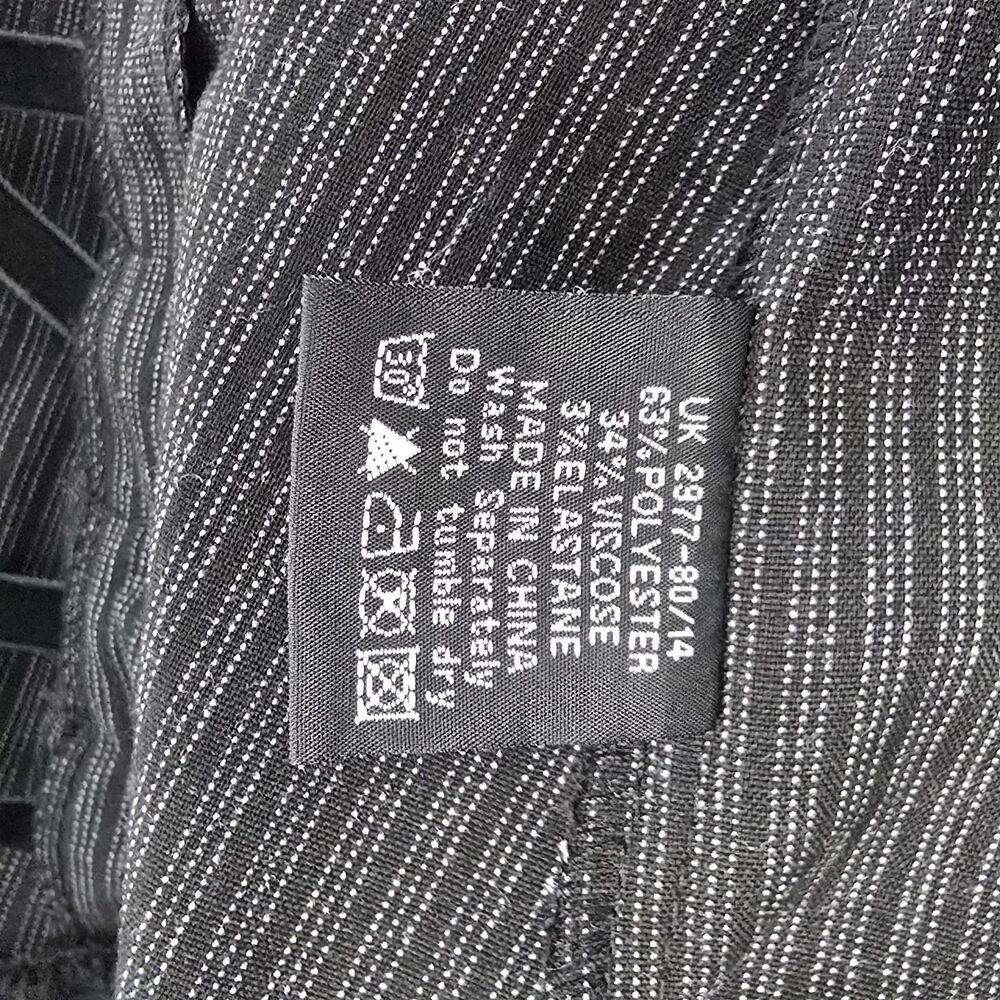 UK 2977-80/14
63%POLYESTER
34%VISCOSE
3%ELASTANE
MADE IN CHINA
Wash Separately
Do not tumble dry
30°